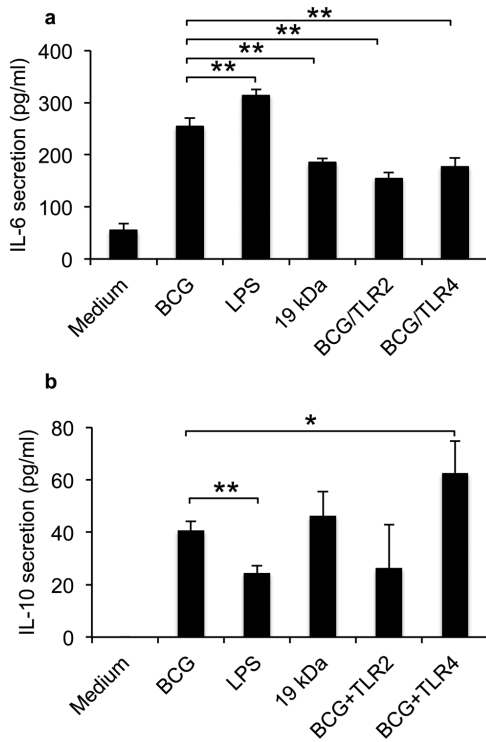 a
**
**
**
**
IL-6 secretion (pg/ml)
400
300
200
100
0
Medium
BCG
LPS
19 kDa
BCG/TLR2
BCG/TLR4
b
*
**
IL-10 secretion (pg/ml)
80
60
40
20
0
Medium
BCG
LPS
19 kDa
BCG+TLR2
BCG+TLR4